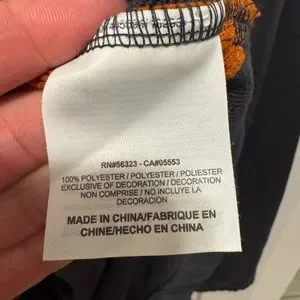 RN#56323 - CA#05553
100% POLYESTER / POLYESTER / POLIESTER
EXCLUSIVE OF DECORATION / DECORATION
NON COMPRISE / NO INCLUYE LA
DECORACION
MADE IN CHINA/FABRIQUE EN
CHINE/HECHO EN CHINA